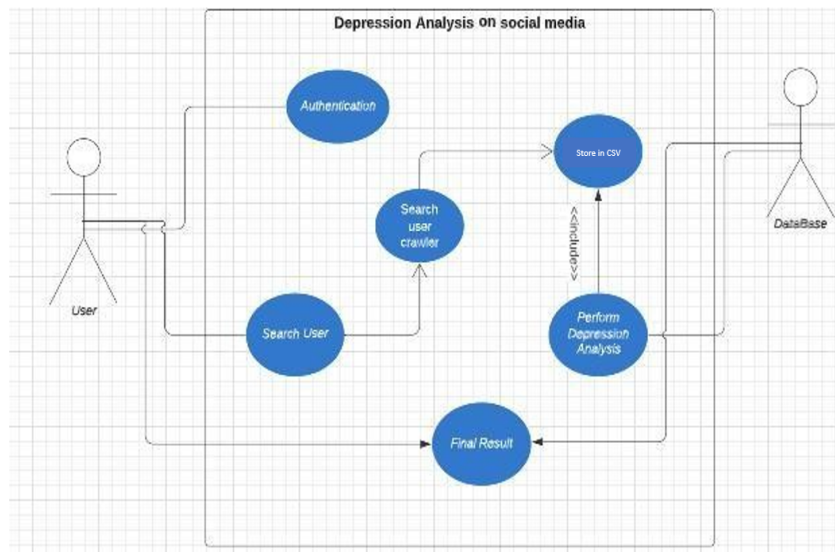 Depression Analysis on social media
Authentication
Store in CSV
Search
user
crawler
<<include>>
DataBase
User
Search User
Perform
Depression
Analysis
Final Result